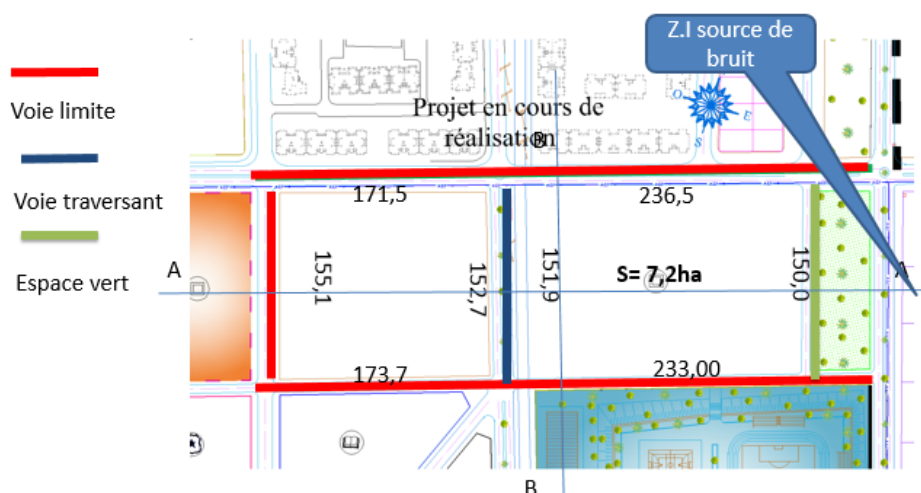 Z.I source de
bruit
Voie limite
Voie traversant
Espace vert
Projet en cours de
réalisation
O
E
S
B
171,5
236,5
155,1
152,7
151,9
150,0
S= 7,2ha
A
A
173,7
233,00
B